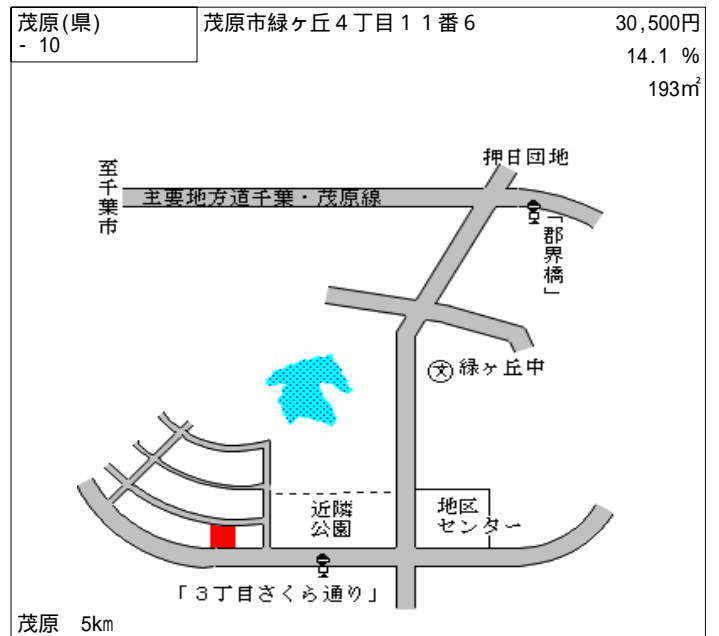 茂原(県)
- 10
茂原市緑ヶ丘4丁目11番6
30,500円
14.1 %
193㎡
押日団地
至千葉市
主要地方道千葉・茂原線
「郡界橋」
文
緑ヶ丘中
近隣
公園
地区
センター
「3丁目さくら通り」
茂原 5km